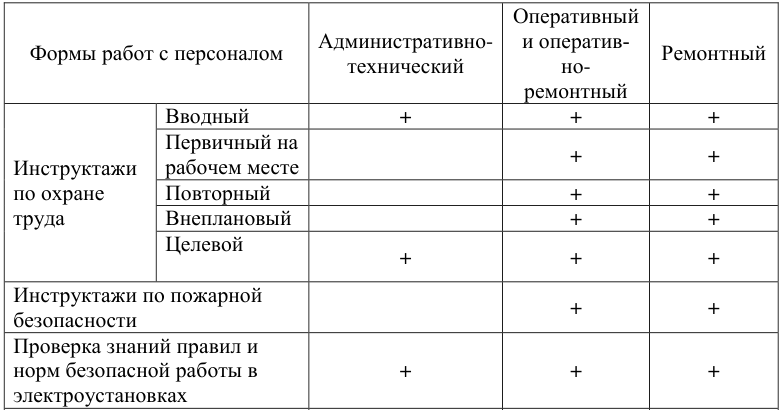 Формы работ с персоналом
Административно-
технический
Оперативный
и оператив-
но-
ремонтный
Ремонтный
Инструктажи
по охране
труда
Вводный
+ + +
Первичный на
рабочем месте
+ +
Повторный
+ +
Внеплановый
+ +
Целевой
+ + +
Инструктажи по пожарной
безопасности
+ +
Проверка знаний правил и
норм безопасной работы в
электроустановках
+ + +